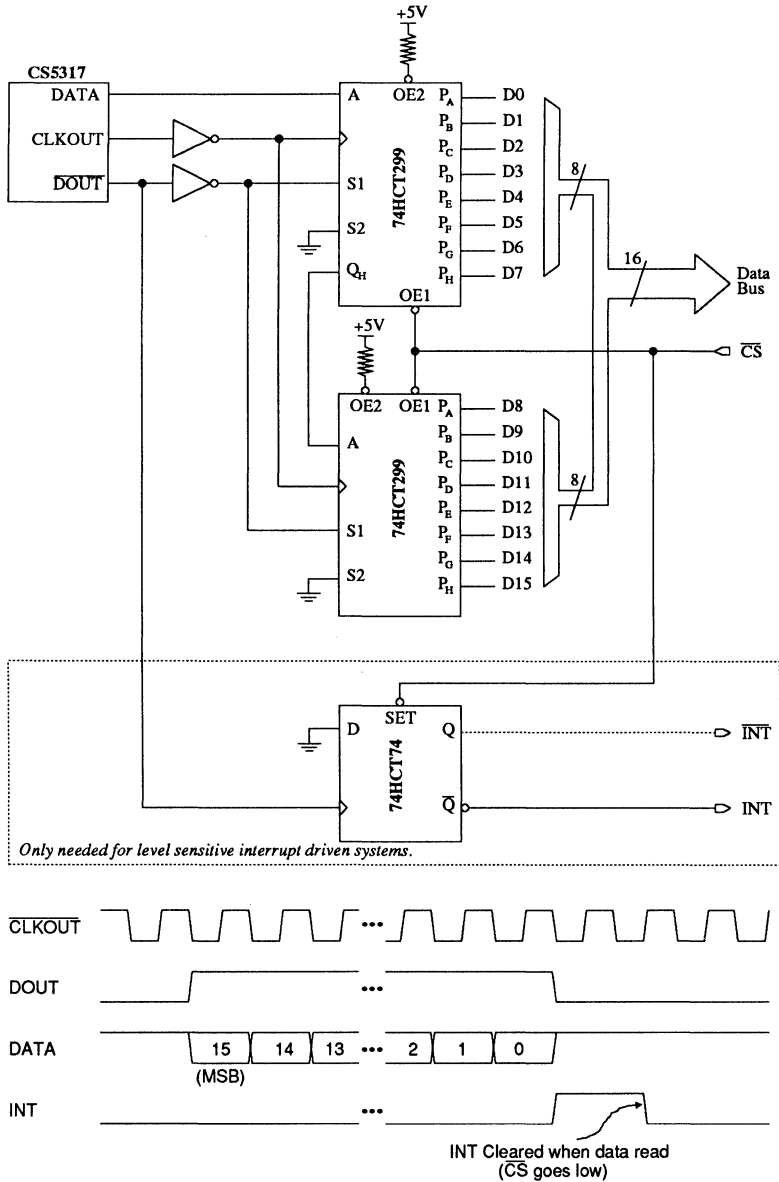 +5V
CS5317
DATA
CLKOUT
DOUT
A
OE2
S1
S2
Q_H
OE1
74HCT299
P_A D0
P_B D1
P_C D2
P_D D3
P_E D4
P_F D5
P_G D6
P_H D7
8
16
Data
Bus
CS
+5V
OE2 OE1
A
S1
S2
74HCT299
P_A D8
P_B D9
P_C D10
P_D D11
P_E D12
P_F D13
P_G D14
P_H D15
8
SET
D
74HCT74
Q
INT
Q
INT
Only needed for level sensitive interrupt driven systems.
CLKOUT
DOUT
DATA
15 14 13 ••• 2 1 0
(MSB)
INT
INT Cleared when data read
(CS goes low)